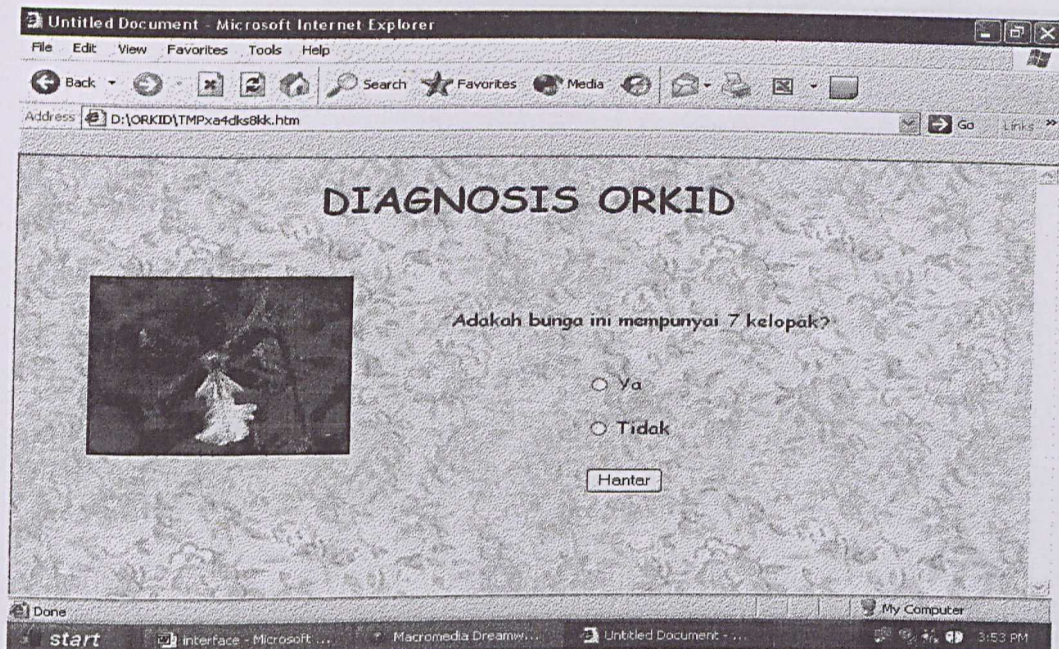 Untitled Document - Microsoft Internet Explorer
File Edit View Favorites Tools Help
Back Search Favorites Media
Address D:\ORKID\TMPxa4dks8kk.htm Go Links »
DIAGNOSIS ORKID
Adakah bunga ini mempunyai 7 kelopak?
Ya
Tidak
Hantar
Done My Computer
start interface - Microsoft ... Macromedia Dreamw... Untitled Document - ... 3:53 PM